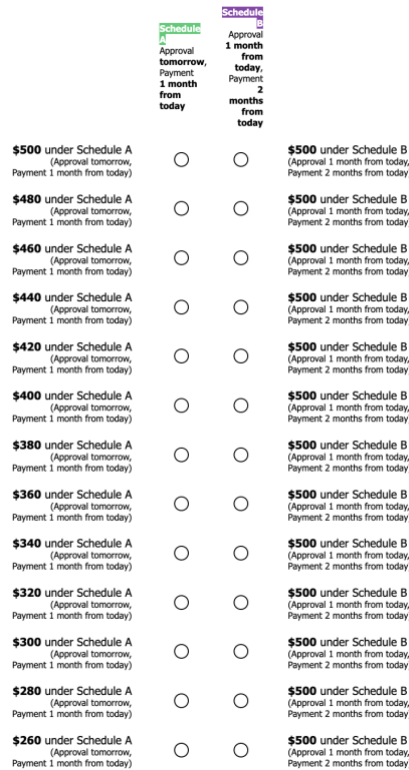 Schedule
A
Approval
tomorrow,
Payment
1 month
from
today
Schedule
B
Approval
1 month
from
today,
Payment
2
months
from
today
$500 under Schedule A
(Approval tomorrow,
Payment 1 month from today)
$500 under Schedule B
(Approval 1 month from today,
Payment 2 months from today)
$480 under Schedule A
(Approval tomorrow,
Payment 1 month from today)
$500 under Schedule B
(Approval 1 month from today,
Payment 2 months from today)
$460 under Schedule A
(Approval tomorrow,
Payment 1 month from today)
$500 under Schedule B
(Approval 1 month from today,
Payment 2 months from today)
$440 under Schedule A
(Approval tomorrow,
Payment 1 month from today)
$500 under Schedule B
(Approval 1 month from today,
Payment 2 months from today)
$420 under Schedule A
(Approval tomorrow,
Payment 1 month from today)
$500 under Schedule B
(Approval 1 month from today,
Payment 2 months from today)
$400 under Schedule A
(Approval tomorrow,
Payment 1 month from today)
$500 under Schedule B
(Approval 1 month from today,
Payment 2 months from today)
$380 under Schedule A
(Approval tomorrow,
Payment 1 month from today)
$500 under Schedule B
(Approval 1 month from today,
Payment 2 months from today)
$360 under Schedule A
(Approval tomorrow,
Payment 1 month from today)
$500 under Schedule B
(Approval 1 month from today,
Payment 2 months from today)
$340 under Schedule A
(Approval tomorrow,
Payment 1 month from today)
$500 under Schedule B
(Approval 1 month from today,
Payment 2 months from today)
$320 under Schedule A
(Approval tomorrow,
Payment 1 month from today)
$500 under Schedule B
(Approval 1 month from today,
Payment 2 months from today)
$300 under Schedule A
(Approval tomorrow,
Payment 1 month from today)
$500 under Schedule B
(Approval 1 month from today,
Payment 2 months from today)
$280 under Schedule A
(Approval tomorrow,
Payment 1 month from today)
$500 under Schedule B
(Approval 1 month from today,
Payment 2 months from today)
$260 under Schedule A
(Approval tomorrow,
Payment 1 month from today)
$500 under Schedule B
(Approval 1 month from today,
Payment 2 months from today)